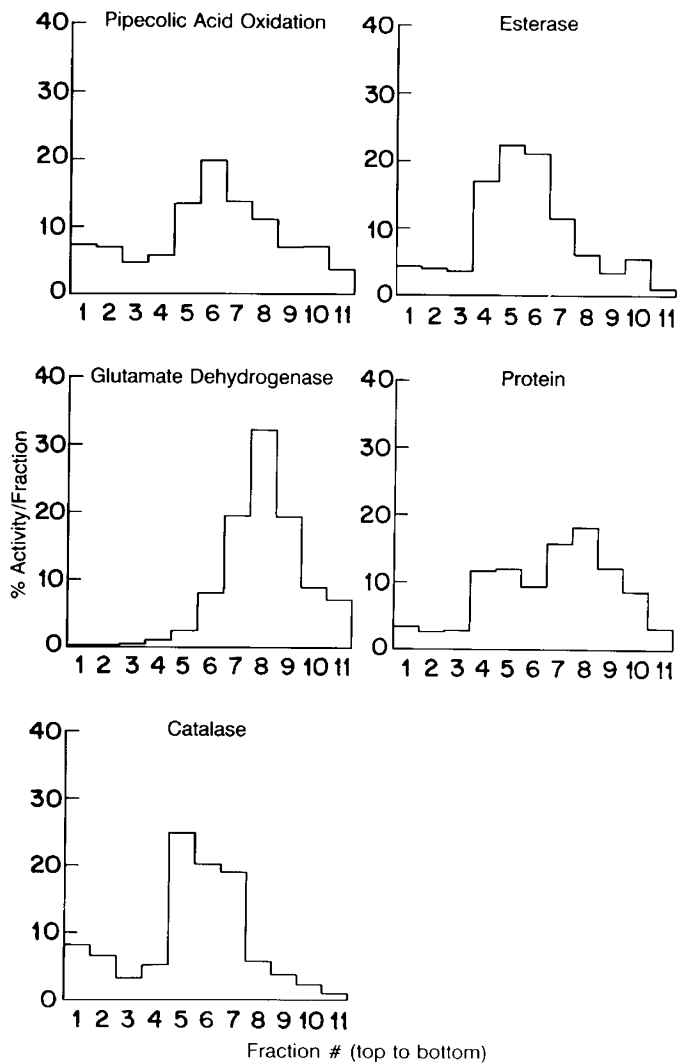 Pipecolic Acid Oxidation
40
30
20
10
0
1 2 3 4 5 6 7 8 9 10 11
Esterase
40
30
20
10
0
1 2 3 4 5 6 7 8 9 10 11
Glutamate Dehydrogenase
40
30
20
10
0
1 2 3 4 5 6 7 8 9 10 11
% Activity/Fraction
Protein
40
30
20
10
0
1 2 3 4 5 6 7 8 9 10 11
Catalase
40
30
20
10
0
1 2 3 4 5 6 7 8 9 10 11
Fraction # (top to bottom)